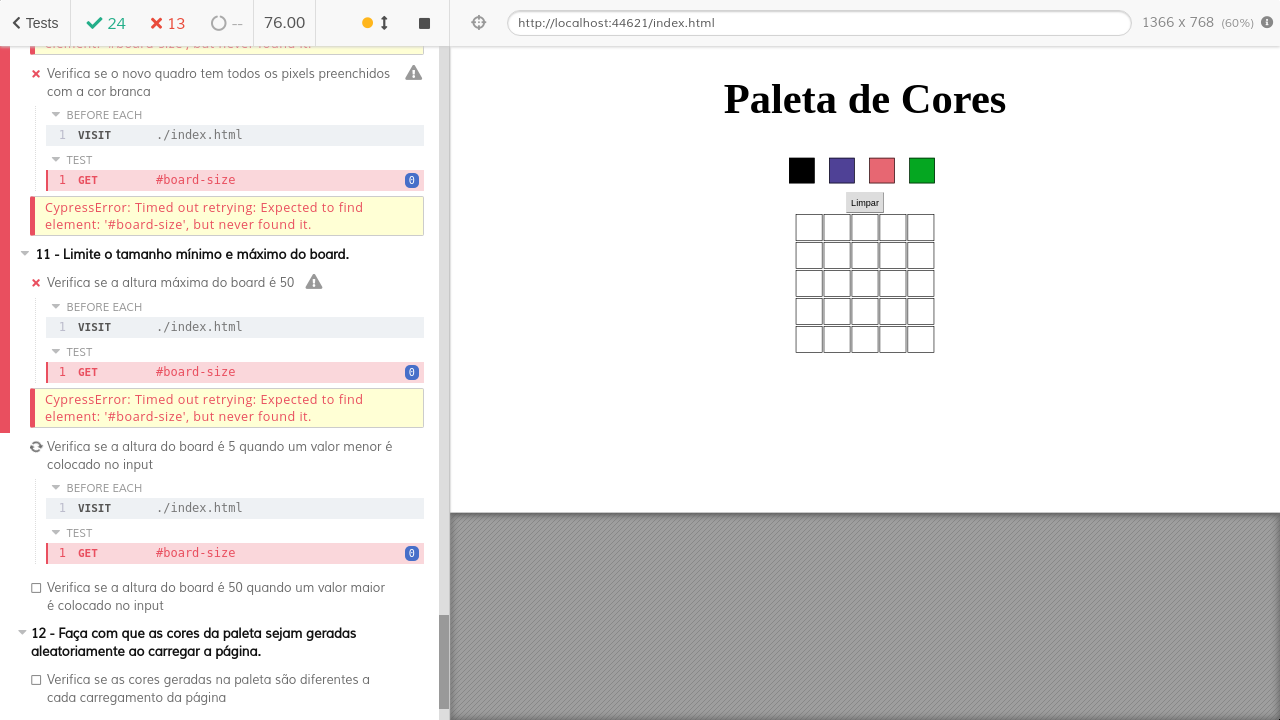 Tests
24
13
--
76.00
http://localhost:44621/index.html
1366 x 768 (60%)
element: '#board-size', but never found it.
Verifica se o novo quadro tem todos os pixels preenchidos
com a cor branca
BEFORE EACH
1 VISIT ./index.html
TEST
1 GET #board-size 0
CypressError: Timed out retrying: Expected to find
element: '#board-size', but never found it.
11 - Limite o tamanho mínimo e máximo do board.
Verifica se a altura máxima do board é 50
BEFORE EACH
1 VISIT ./index.html
TEST
1 GET #board-size 0
CypressError: Timed out retrying: Expected to find
element: '#board-size', but never found it.
Verifica se a altura do board é 5 quando um valor menor é
colocado no input
BEFORE EACH
1 VISIT ./index.html
TEST
1 GET #board-size 0
Verifica se a altura do board é 50 quando um valor maior
é colocado no input
12 - Faça com que as cores da paleta sejam geradas
aleatoriamente ao carregar a página.
Verifica se as cores geradas na paleta são diferentes a
cada carregamento da página
Paleta de Cores
Limpar